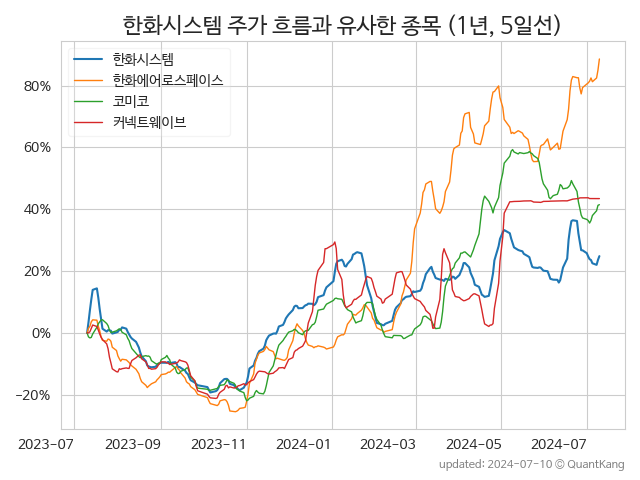 한화시스템 주가 흐름과 유사한 종목 (1년, 5일선)
한화시스템
한화에어로스페이스
코미코
커넥트웨이브
80%
60%
40%
20%
0%
−20%
2023-07 2023-09 2023-11 2024-01 2024-03 2024-05 2024-07
updated: 2024-07-10 © QuantKang